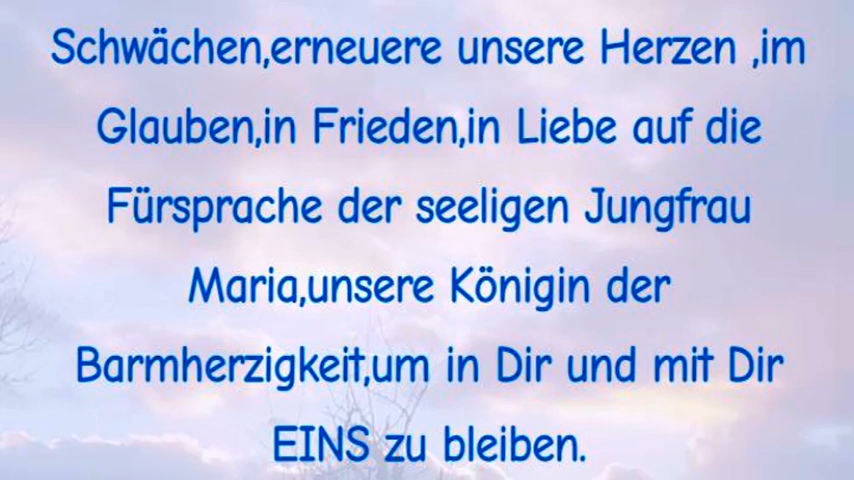 Schwächen,erneuere unsere Herzen ,im
Glauben,in Frieden,in Liebe auf die
Fürsprache der seeligen Jungfrau
Maria,unsere Königin der
Barmherzigkeit,um in Dir und mit Dir
EINS zu bleiben.